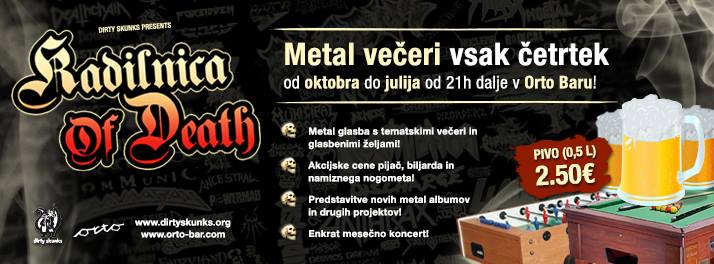 DIRTY SKUNKS PRESENTS
Kadilnica
Of Death
Metal večeri vsak četrtek
od oktobra do julija od 21h dalje v Orto Baru!
Metal glasba s tematskimi večeri in
glasbenimi željami!
Akcijske cene pijač, biljarda in
namiznega nogometa!
Predstavitve novih metal albumov
in drugih projektov!
Enkrat mesečno koncert!
PIVO (0,5 L)
2.50€
dirty skunks
orto
www.dirtyskunks.org
www.orto-bar.com